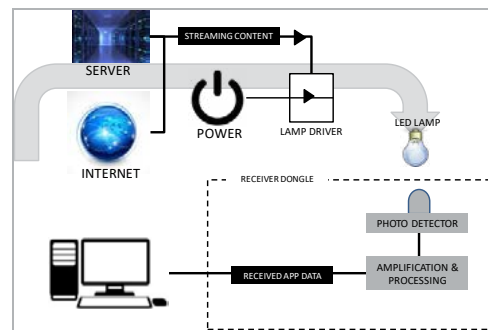 STREAMING CONTENT
SERVER
POWER
LAMP DRIVER
LED LAMP
INTERNET
RECEIVER DONGLE
PHOTO DETECTOR
AMPLIFICATION &
PROCESSING
RECEIVED APP DATA